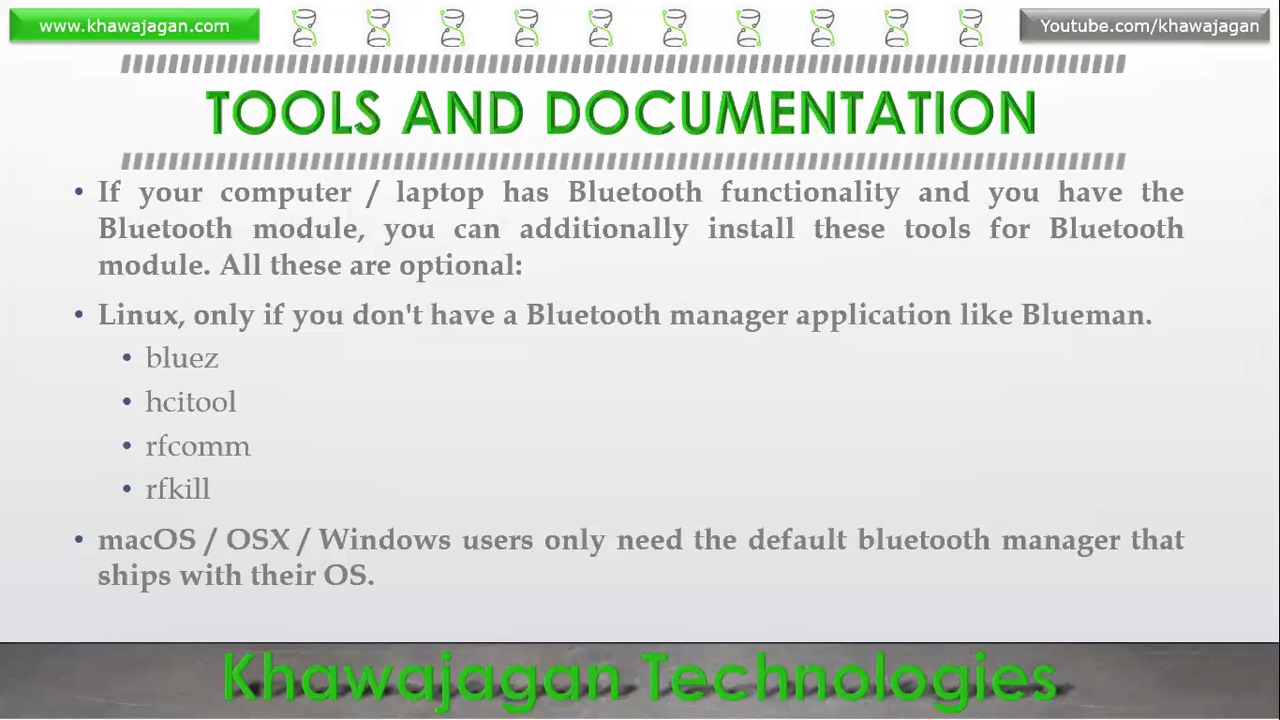 www.khawajagan.com
Youtube.com/khawajagan
TOOLS AND DOCUMENTATION
• If your computer / laptop has Bluetooth functionality and you have the
Bluetooth module, you can additionally install these tools for Bluetooth
module. All these are optional:
• Linux, only if you don't have a Bluetooth manager application like Blueman.
• bluez
• hcitool
• rfcomm
• rfkill
• macOS / OSX / Windows users only need the default bluetooth manager that
ships with their OS.
Khawajagan Technologies